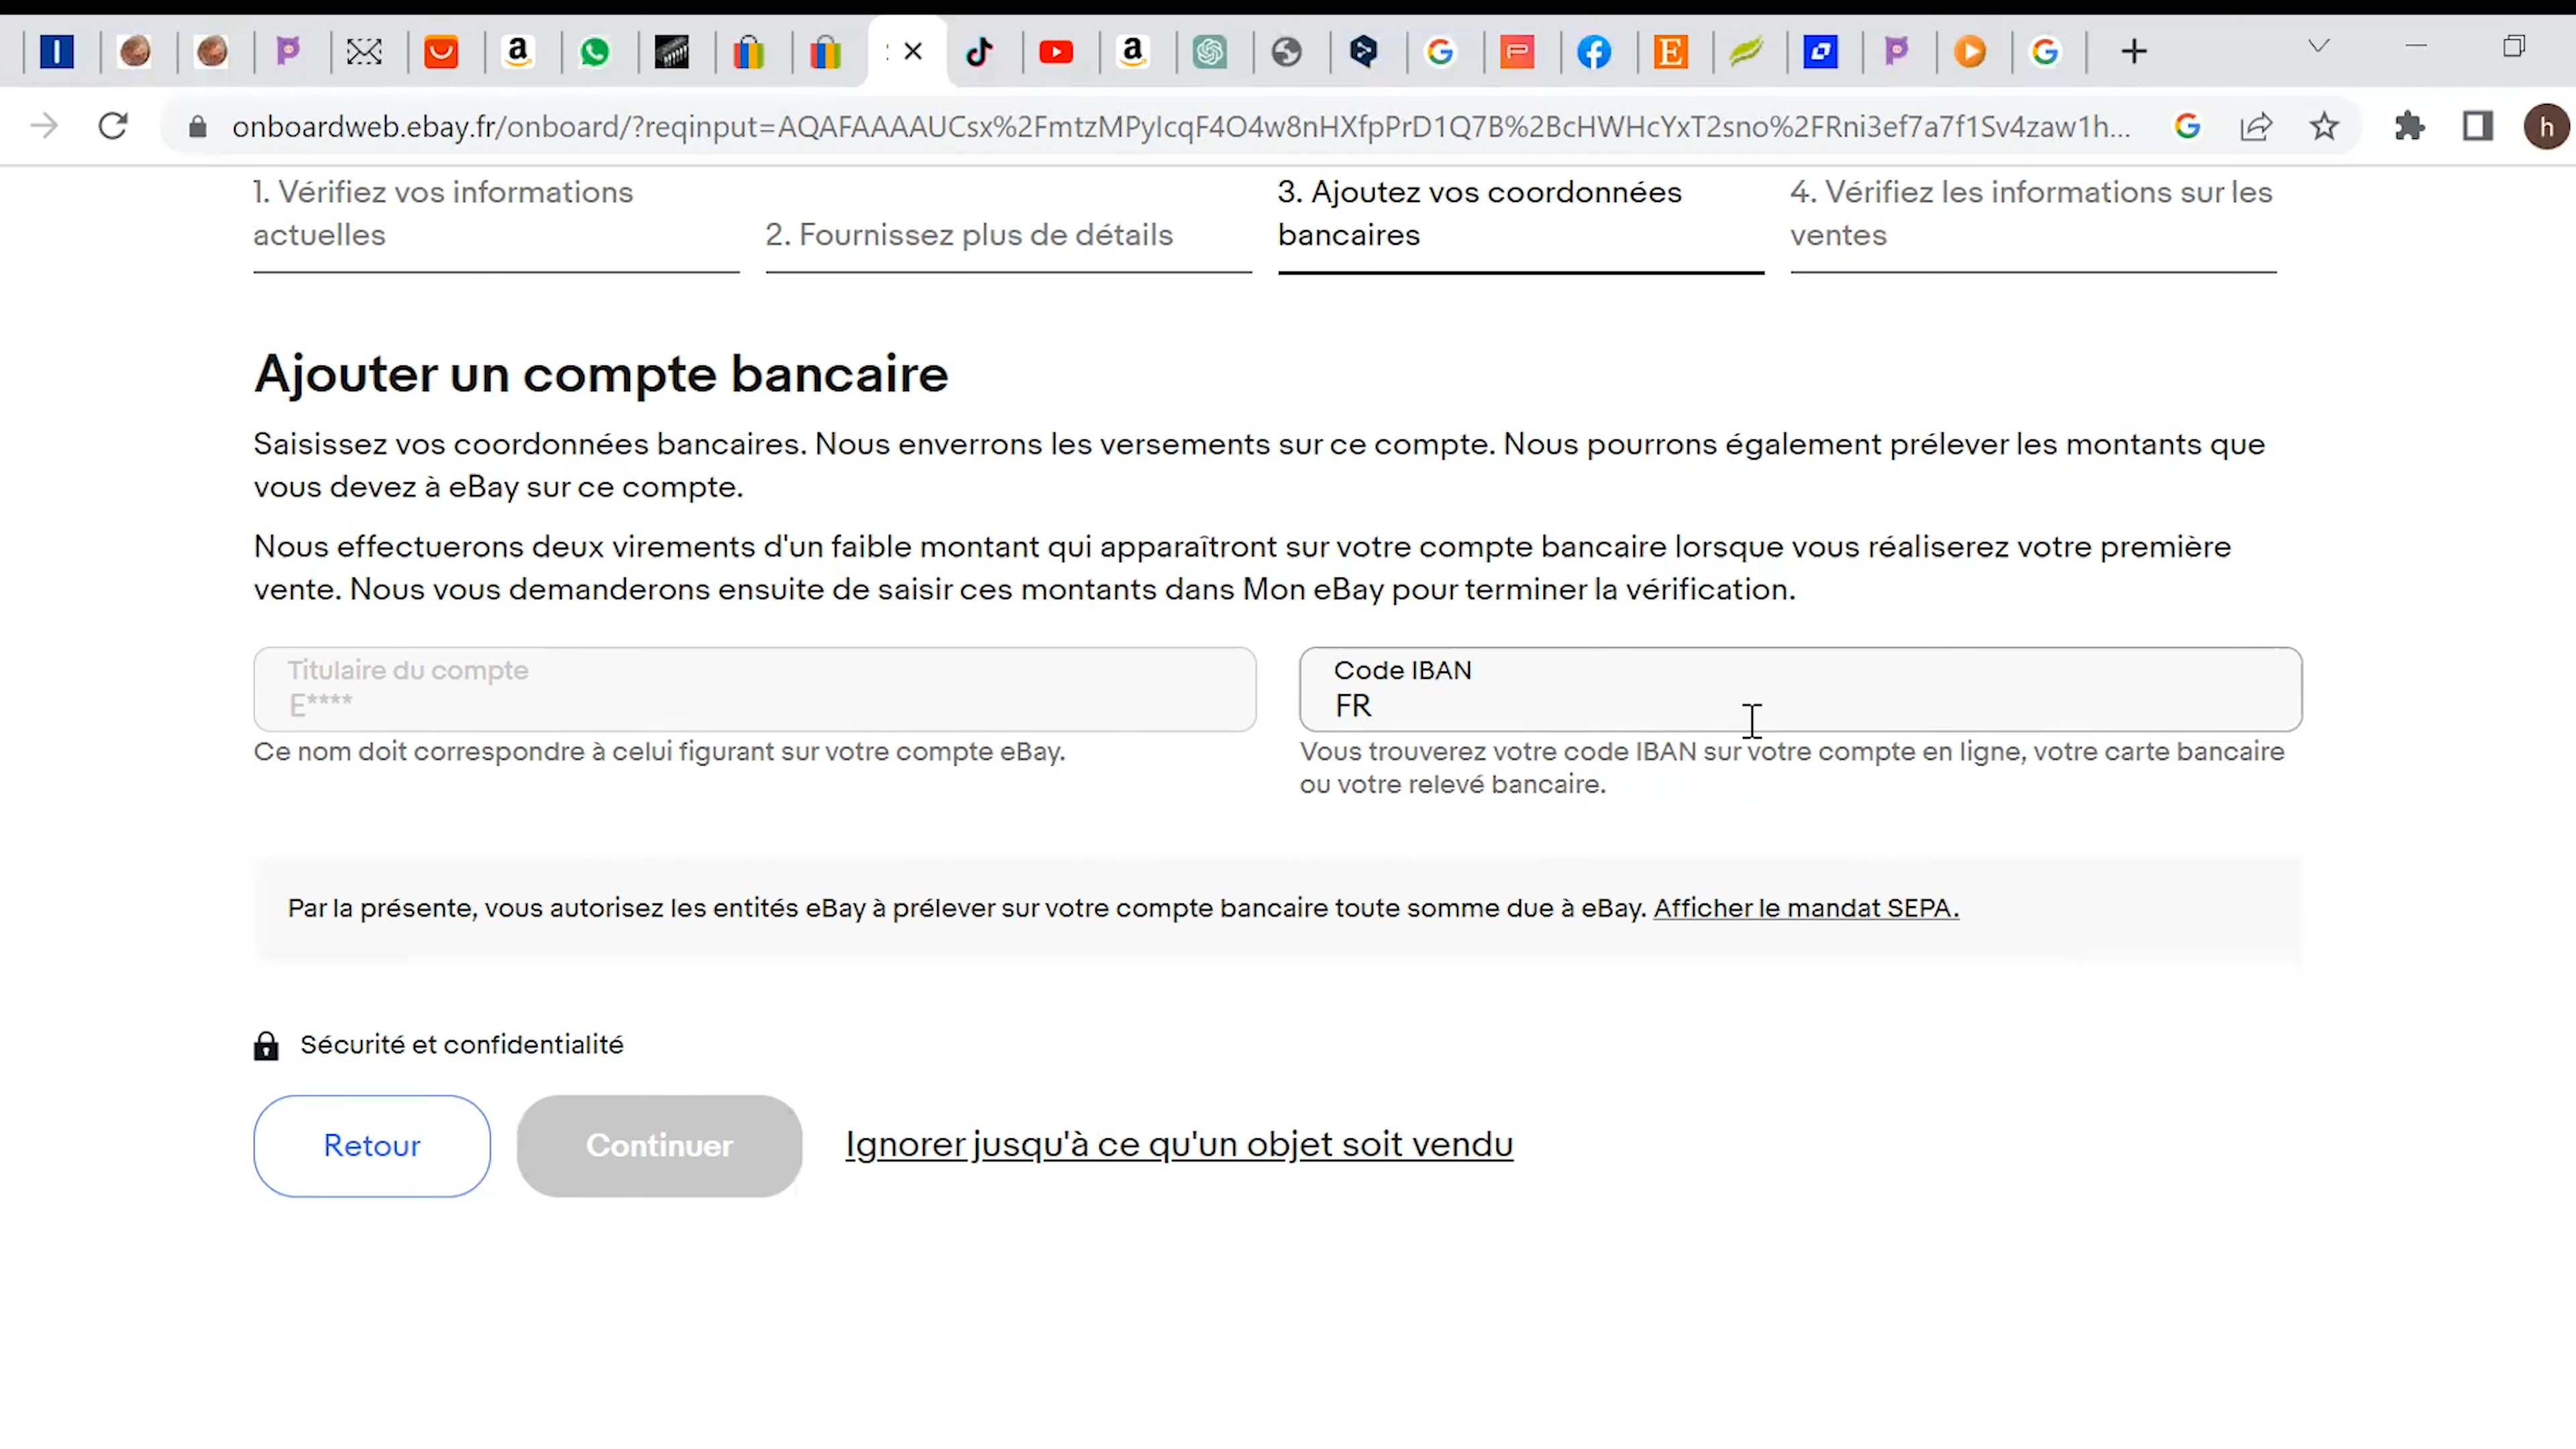 onboardweb.ebay.fr/onboard/?reqinput=AQAFAAAAUCsx%2FmtzMPyIcqF4O4w8nHXfpPrD1Q7B%2BcHWHcYxT2sno%2FRni3ef7a7f1Sv4zaw1h...
h
1. Vérifiez vos informations
actuelles
2. Fournissez plus de détails
3. Ajoutez vos coordonnées
bancaires
4. Vérifiez les informations sur les
ventes
Ajouter un compte bancaire
Saisissez vos coordonnées bancaires. Nous enverrons les versements sur ce compte. Nous pourrons également prélever les montants que
vous devez à eBay sur ce compte.
Nous effectuerons deux virements d'un faible montant qui apparaîtront sur votre compte bancaire lorsque vous réaliserez votre première
vente. Nous vous demanderons ensuite de saisir ces montants dans Mon eBay pour terminer la vérification.
Titulaire du compte
E****
Code IBAN
FR
Ce nom doit correspondre à celui figurant sur votre compte eBay.
Vous trouverez votre code IBAN sur votre compte en ligne, votre carte bancaire
ou votre relevé bancaire.
Par la présente, vous autorisez les entités eBay à prélever sur votre compte bancaire toute somme due à eBay. Afficher le mandat SEPA.
Sécurité et confidentialité
Retour
Continuer
Ignorer jusqu'à ce qu'un objet soit vendu